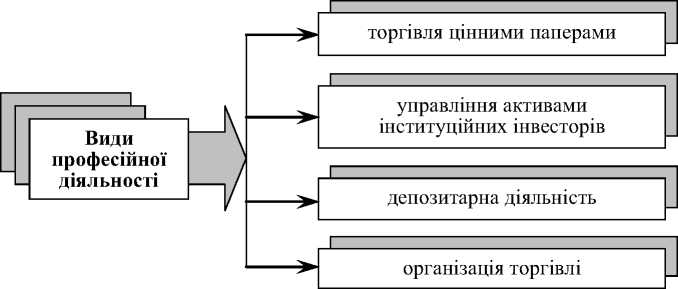 Види
професійної
діяльності
торгівля цінними паперами
управління активами
інституційних інвесторів
депозитарна діяльність
організація торгівлі